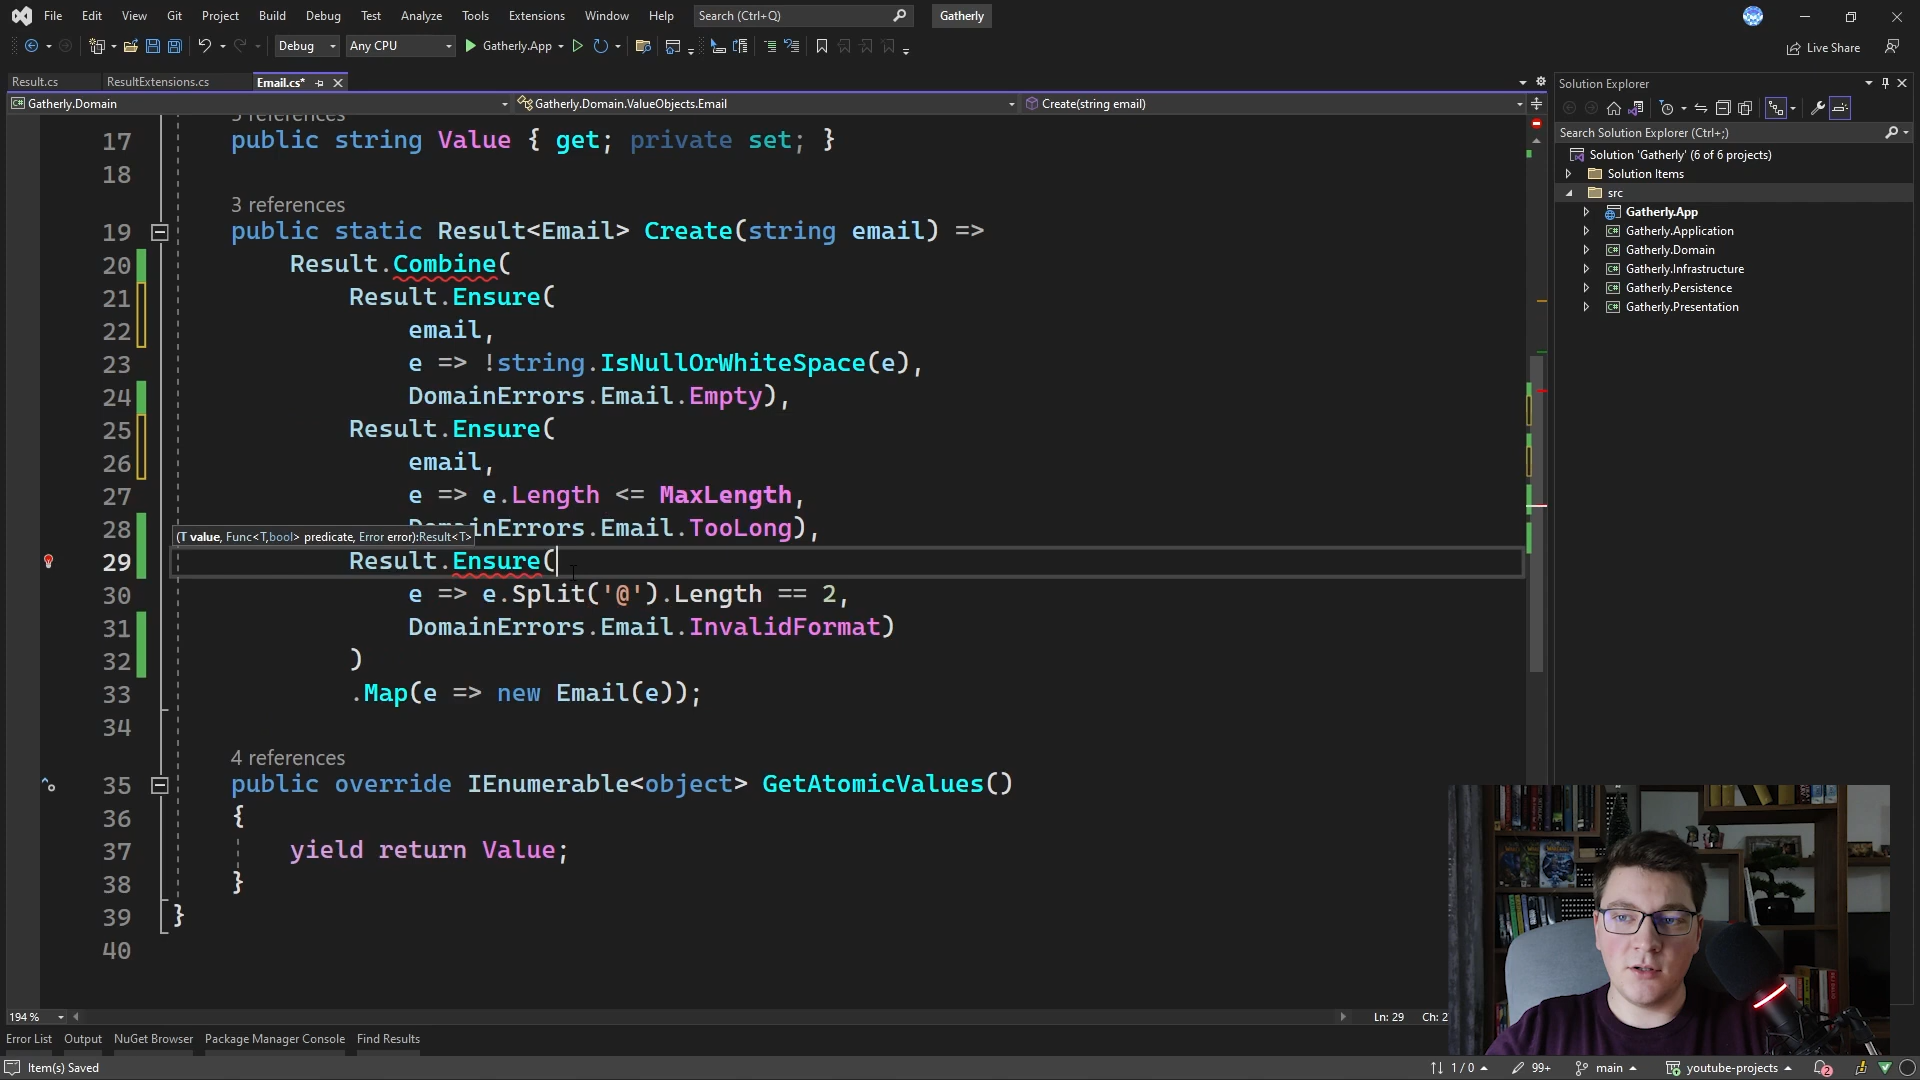 File Edit View Git Project Build Debug Test Analyze Tools Extensions Window Help Search (Ctrl+Q) Gatherly
Debug Any CPU Gatherly.App Live Share
Result.cs ResultExtensions.cs Email.cs*
Gatherly.Domain Gatherly.Domain.ValueObjects.Email Create(string email)
17 public string Value { get; private set; }
18
3 references
19 public static Result<Email> Create(string email) =>
20 Result.Combine(
21 Result.Ensure(
22 email,
23 e => !string.IsNullOrWhiteSpace(e),
24 DomainErrors.Email.Empty),
25 Result.Ensure(
26 email,
27 e => e.Length <= MaxLength,
28 DomainErrors.Email.TooLong),
(T value, Func<T,bool> predicate, Error error):Result<T>
29 Result.Ensure(
30 e => e.Split('@').Length == 2,
31 DomainErrors.Email.InvalidFormat)
32 )
33 .Map(e => new Email(e));
34
4 references
35 public override IEnumerable<object> GetAtomicValues()
36 {
37 yield return Value;
38 }
39 }
40
194 % Ln: 29 Ch: 2
Error List Output NuGet Browser Package Manager Console Find Results
Item(s) Saved 1 / 0 99+ main youtube-projects 2
Solution Explorer
Search Solution Explorer (Ctrl+;)
Solution 'Gatherly' (6 of 6 projects)
Solution Items
src
Gatherly.App
Gatherly.Application
Gatherly.Domain
Gatherly.Infrastructure
Gatherly.Persistence
Gatherly.Presentation